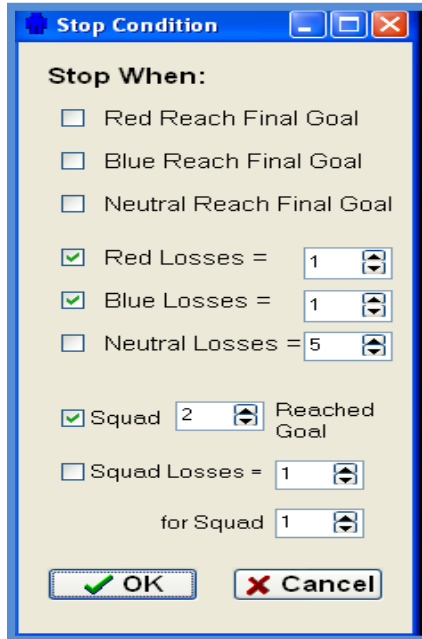 Stop Condition
Stop When:
Red Reach Final Goal
Blue Reach Final Goal
Neutral Reach Final Goal
Red Losses = 1
Blue Losses = 1
Neutral Losses = 5
Squad 2 Reached
Goal
Squad Losses = 1
for Squad 1
OK Cancel